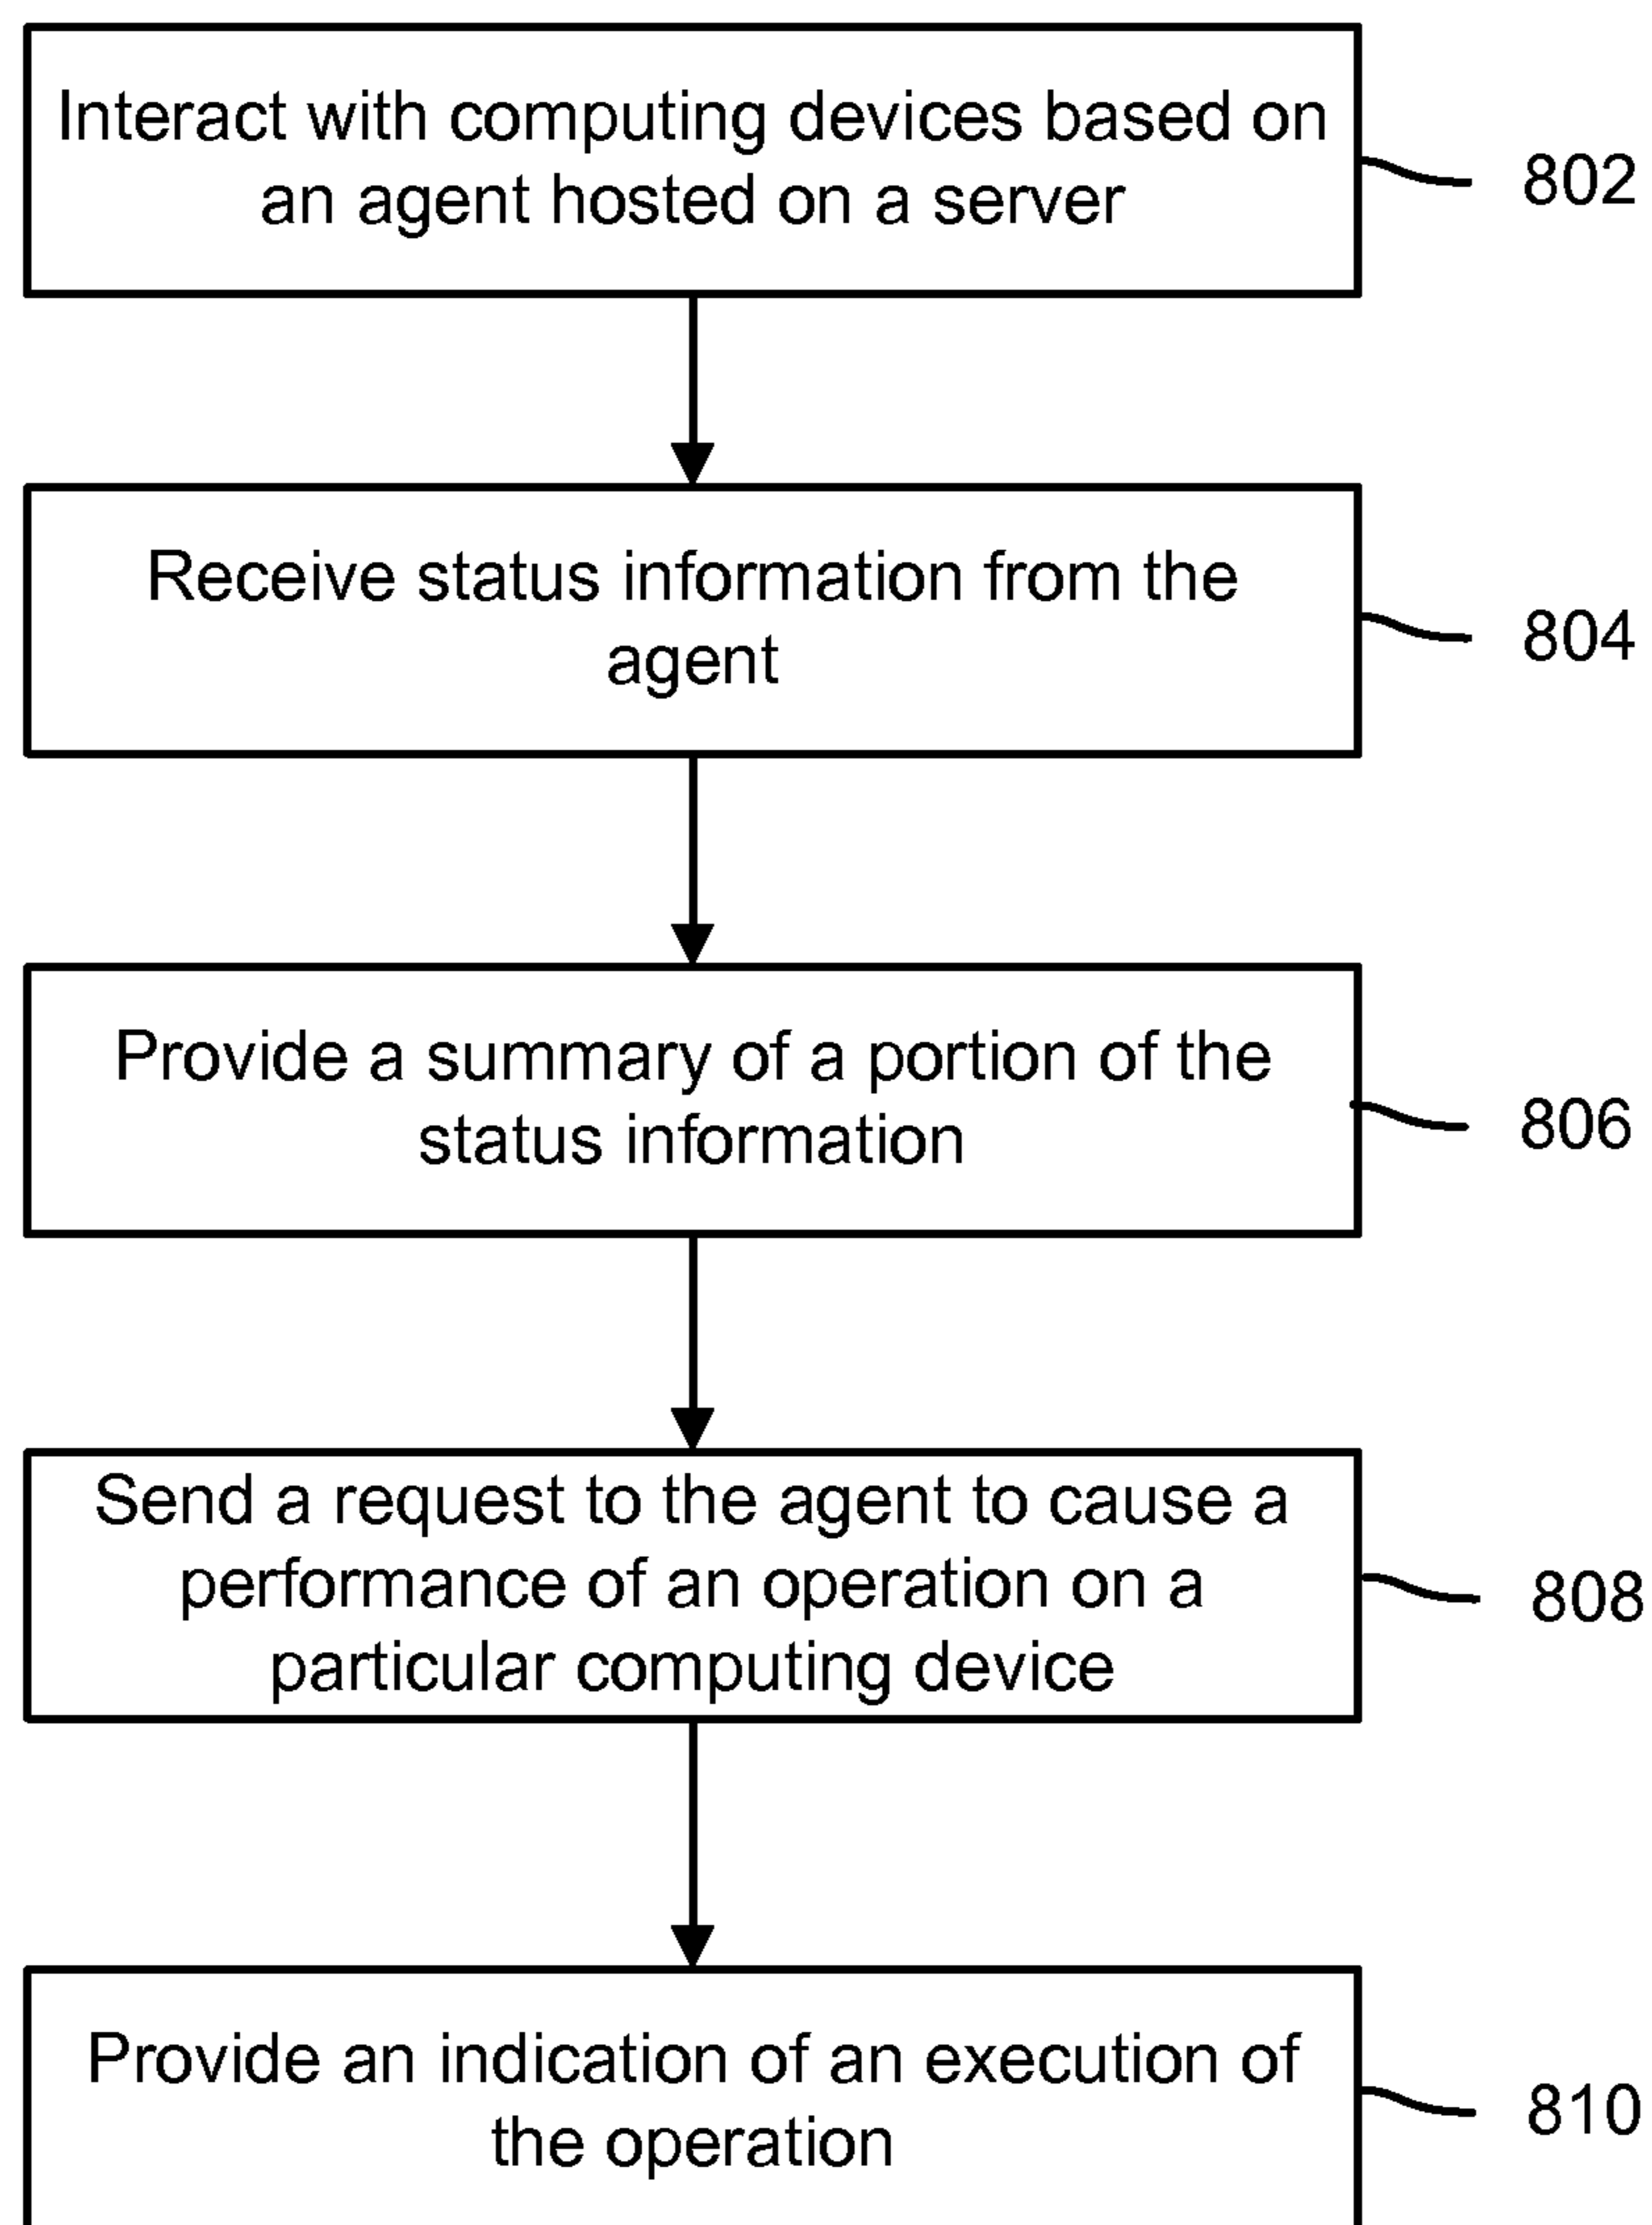 Interact with computing devices based on
an agent hosted on a server
802
Receive status information from the
agent
804
Provide a summary of a portion of the
status information
806
Send a request to the agent to cause a
performance of an operation on a
particular computing device
808
Provide an indication of an execution of
the operation
810